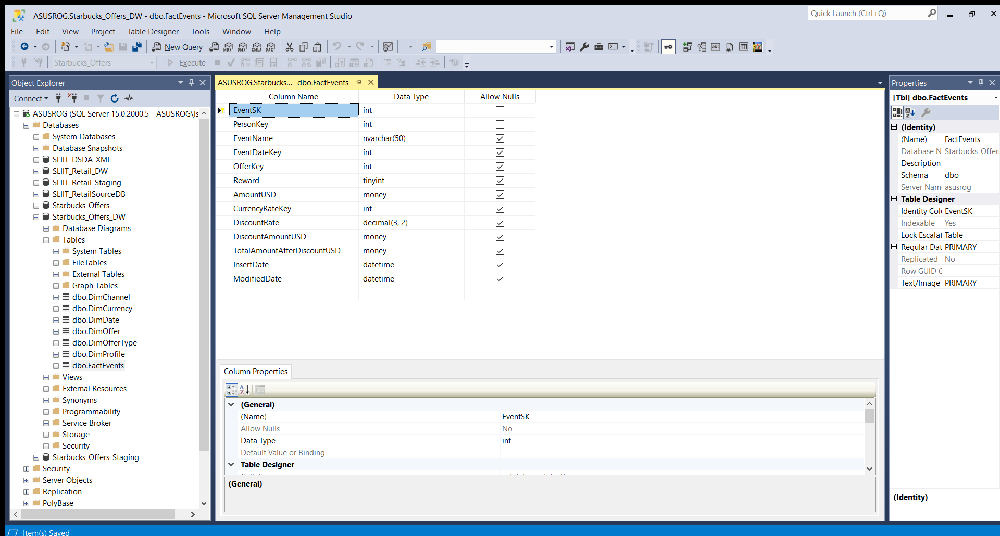 ASUSROG.Starbucks_Offers_DW - dbo.FactEvents - Microsoft SQL Server Management Studio
Quick Launch (Ctrl+Q)
File Edit View Project Table Designer Tools Window Help
New Query MDX DMX XMLA DAX
Starbucks_Offers Execute
Object Explorer
Connect
ASUSROG (SQL Server 15.0.2000.5 - ASUSROG\Is
Databases
System Databases
Database Snapshots
SLIIT_DSDA_XML
SLIIT_Retail_DW
SLIIT_Retail_Staging
SLIIT_RetailSourceDB
Starbucks_Offers
Starbucks_Offers_DW
Database Diagrams
Tables
System Tables
FileTables
External Tables
Graph Tables
dbo.DimChannel
dbo.DimCurrency
dbo.DimDate
dbo.DimOffer
dbo.DimOfferType
dbo.DimProfile
dbo.FactEvents
Views
External Resources
Synonyms
Programmability
Service Broker
Storage
Security
Starbucks_Offers_Staging
Security
Server Objects
Replication
PolyBase
ASUSROG.Starbucks...- dbo.FactEvents
Column Name Data Type Allow Nulls
EventSK int
PersonKey int
EventName nvarchar(50)
EventDateKey int
OfferKey int
Reward tinyint
AmountUSD money
CurrencyRateKey int
DiscountRate decimal(3, 2)
DiscountAmountUSD money
TotalAmountAfterDiscountUSD money
InsertDate datetime
ModifiedDate datetime
Column Properties
(General)
(Name) EventSK
Allow Nulls No
Data Type int
Default Value or Binding
Table Designer
(General)
Properties
[Tbl] dbo.FactEvents
(Identity)
(Name) FactEvents
Database N Starbucks_Offers
Description
Schema dbo
Server Name asusrog
Table Designer
Identity Colu EventSK
Indexable Yes
Lock Escalat Table
Regular Dat PRIMARY
Replicated No
Row GUID C
Text/Image PRIMARY
(Identity)
Item(s) Saved